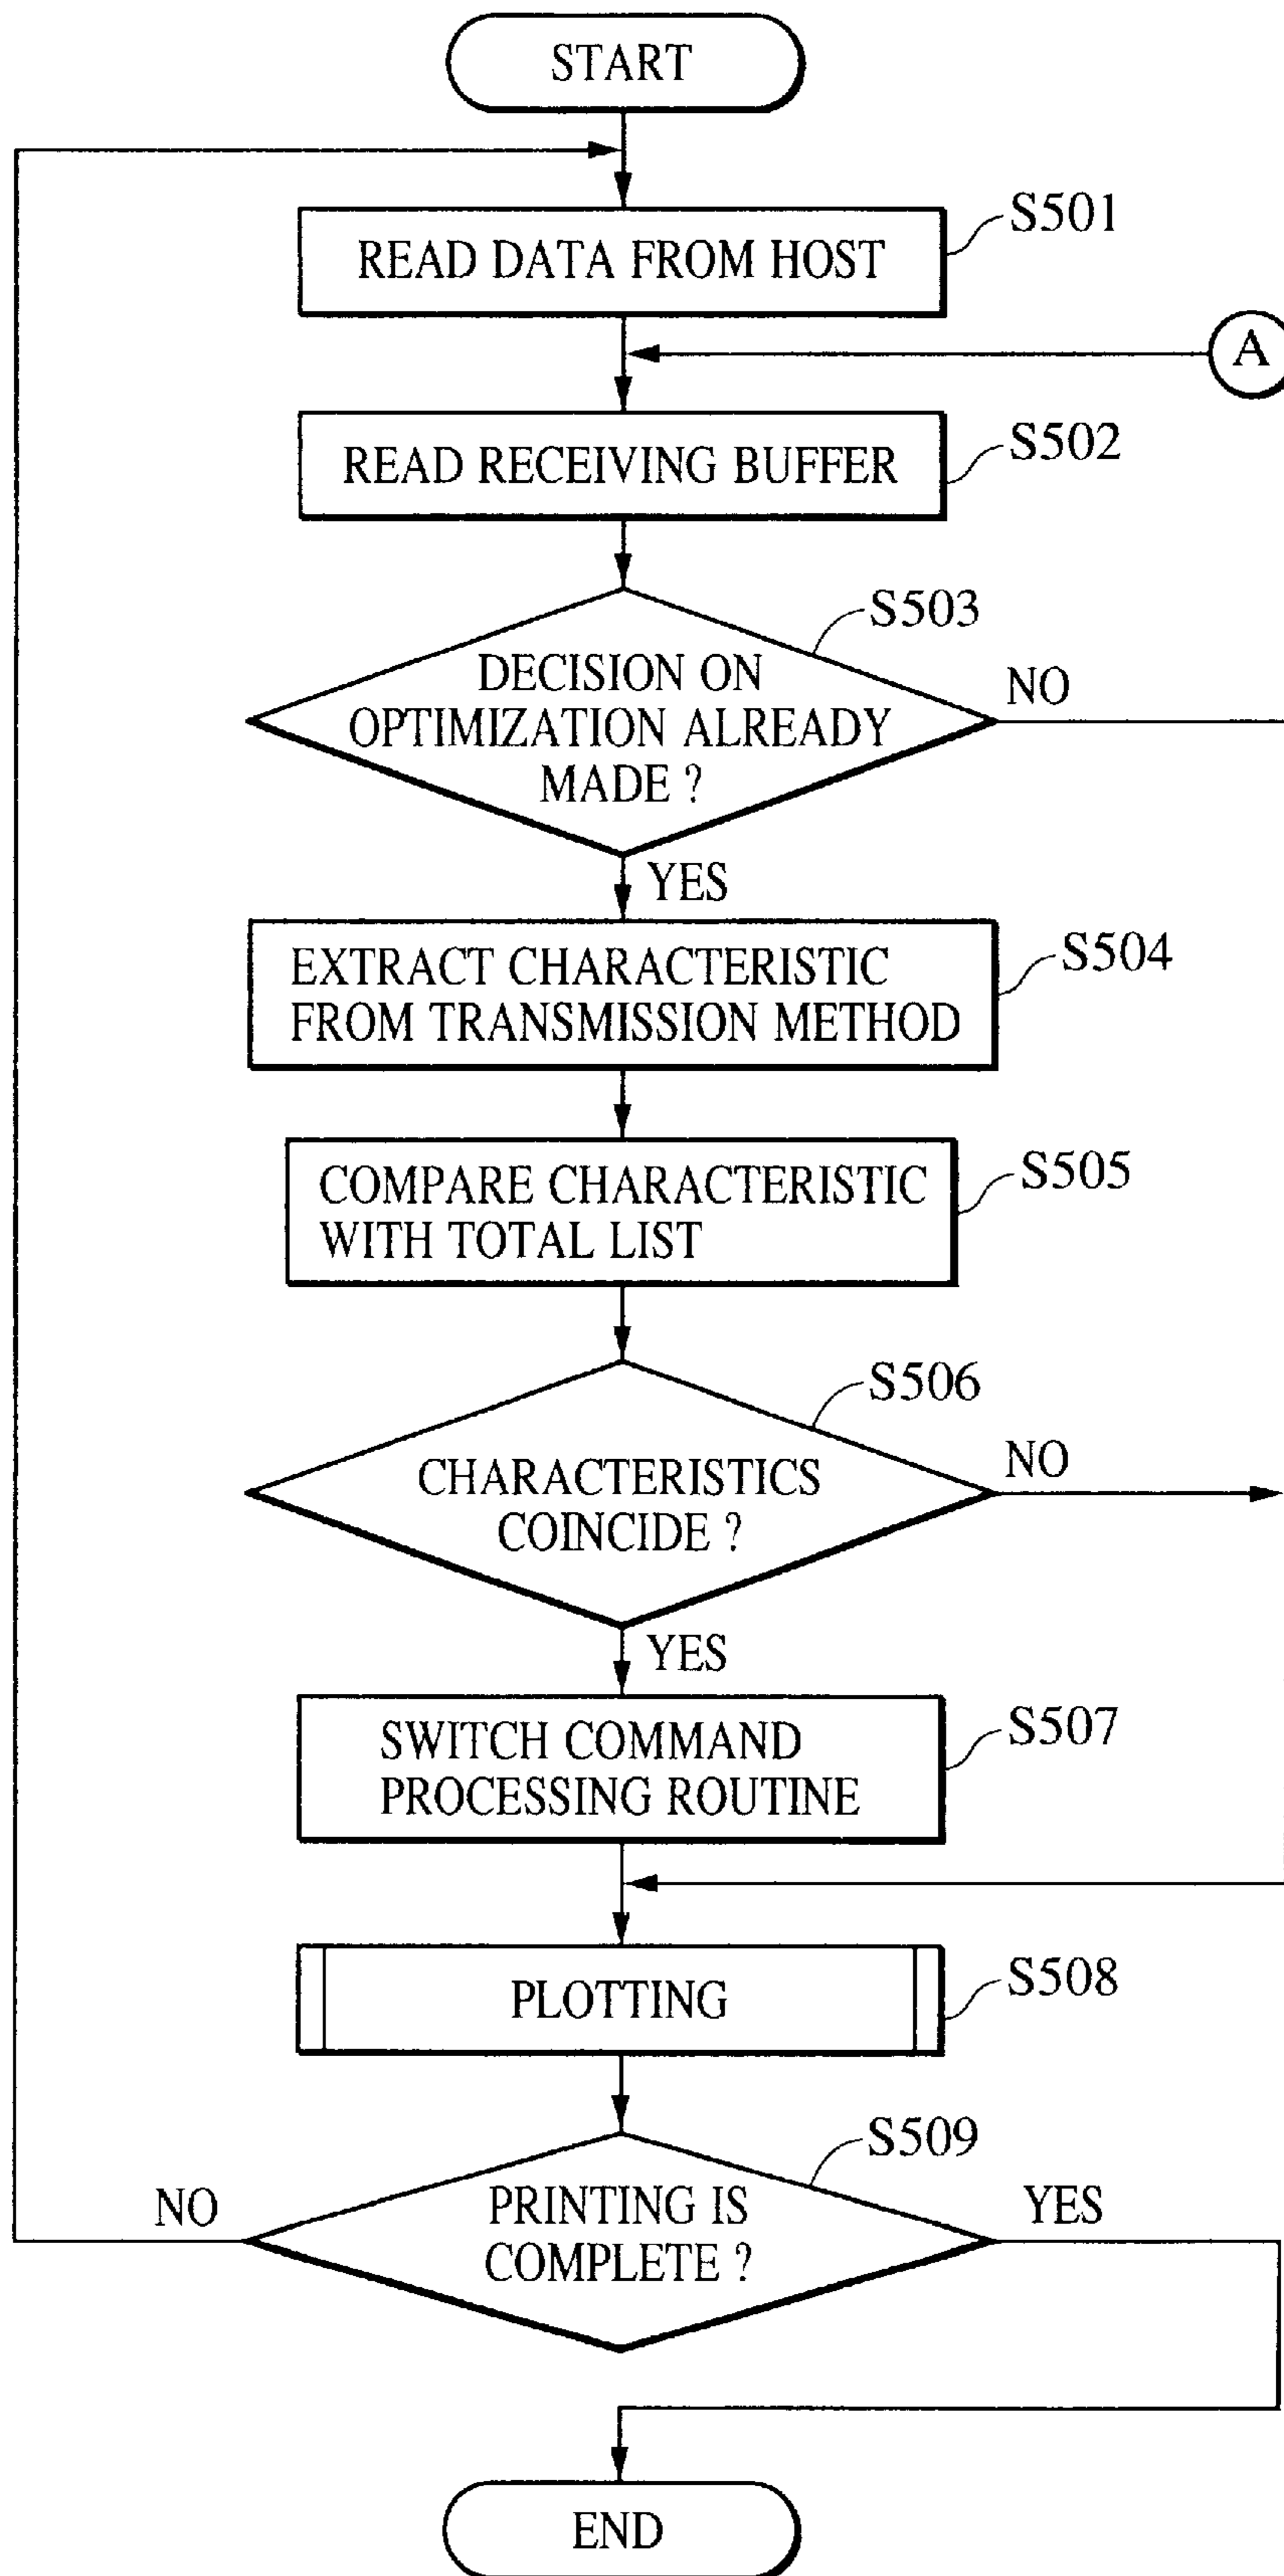 START
S501
READ DATA FROM HOST
A
S502
READ RECEIVING BUFFER
S503
DECISION ON
OPTIMIZATION ALREADY
MADE ?
NO
YES
S504
EXTRACT CHARACTERISTIC
FROM TRANSMISSION METHOD
S505
COMPARE CHARACTERISTIC
WITH TOTAL LIST
S506
CHARACTERISTICS
COINCIDE ?
NO
YES
S507
SWITCH COMMAND
PROCESSING ROUTINE
S508
PLOTTING
S509
NO
PRINTING IS
COMPLETE ?
YES
END